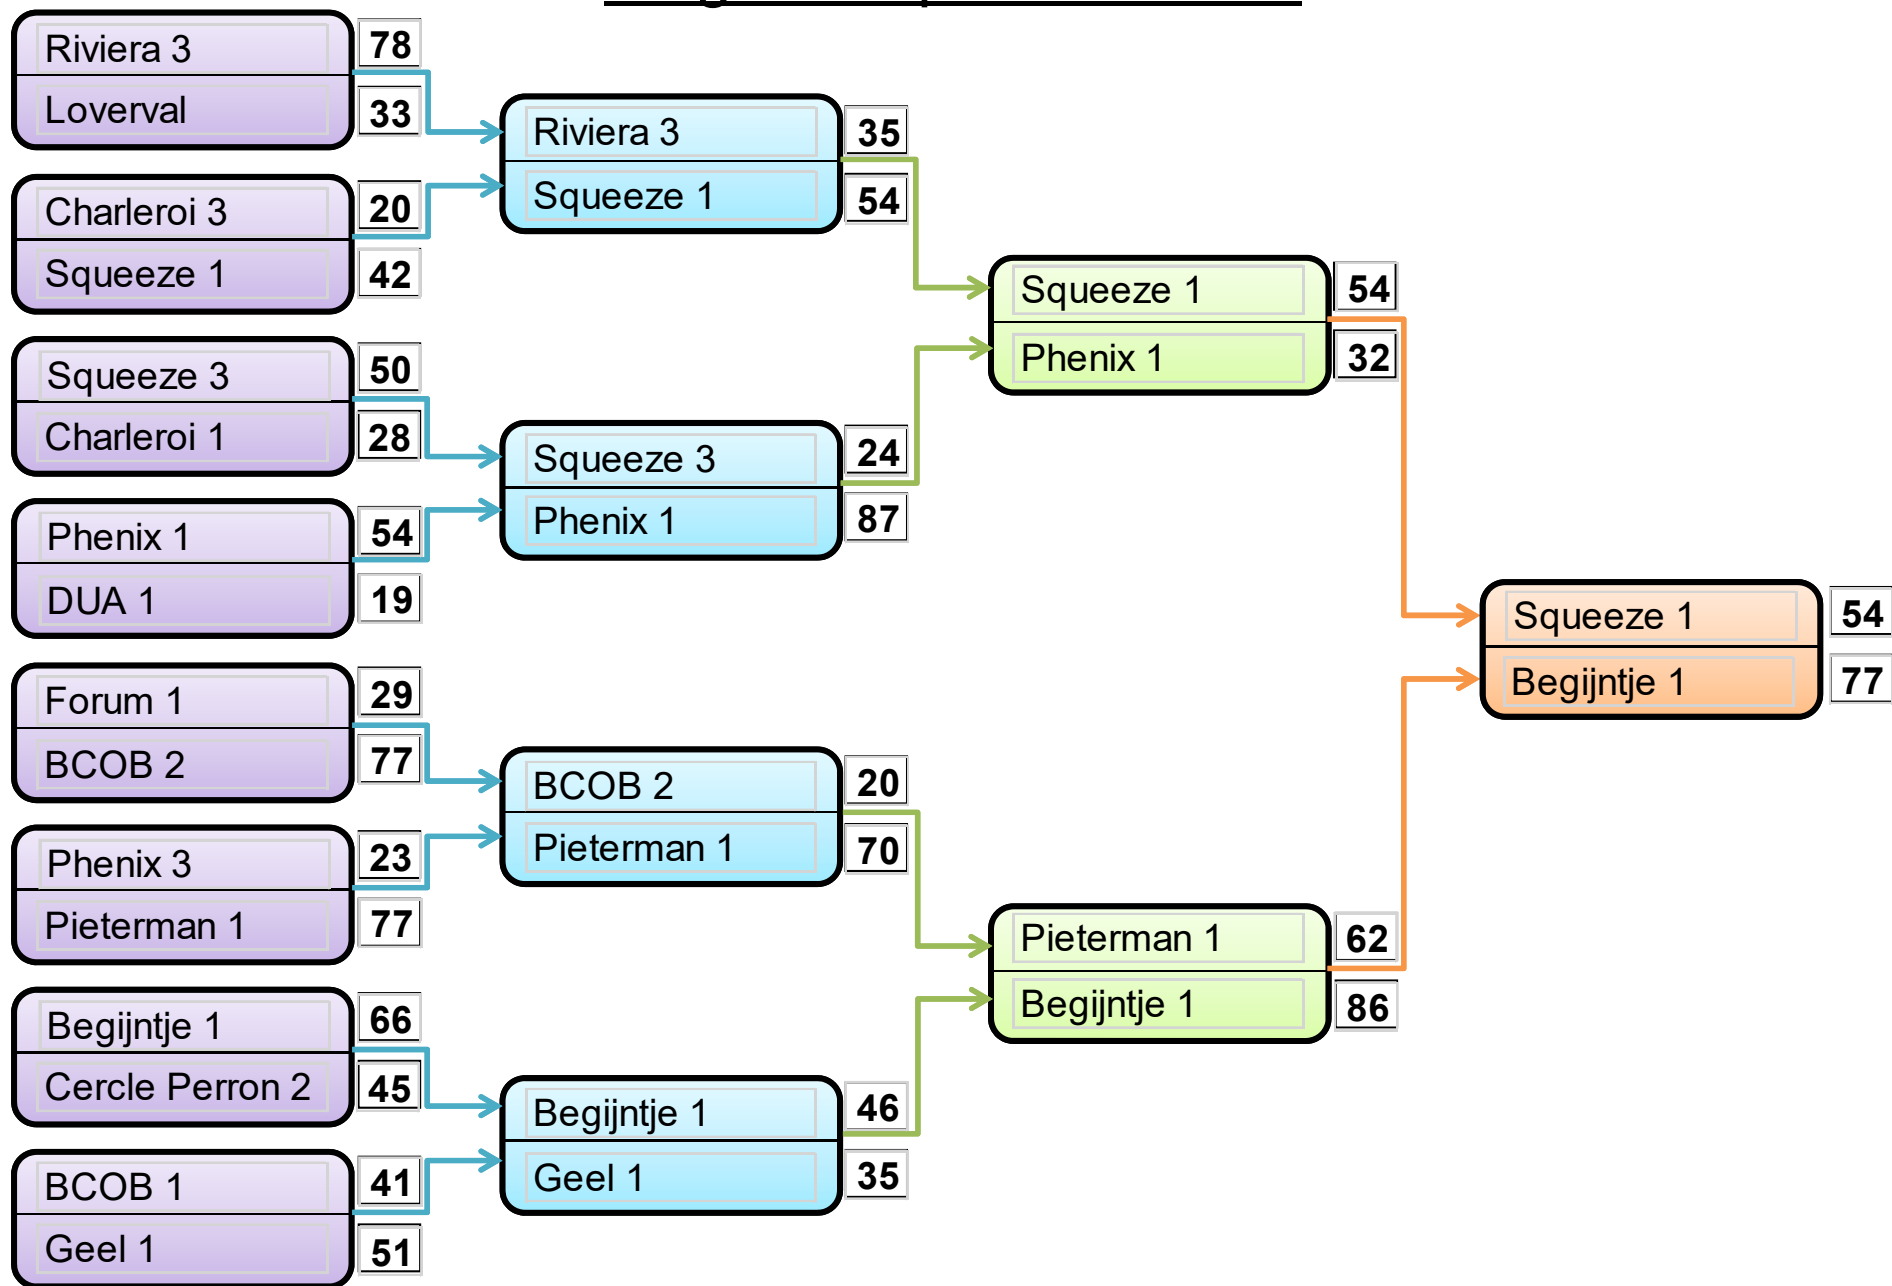 Riviera 3 78
Loverval 33
Charleroi 3 20
Squeeze 1 42
Squeeze 3 50
Charleroi 1 28
Phenix 1 54
DUA 1 19
Forum 1 29
BCOB 2 77
Phenix 3 23
Pieterman 1 77
Begijntje 1 66
Cercle Perron 2 45
BCOB 1 41
Geel 1 51
Riviera 3 35
Squeeze 1 54
Squeeze 3 24
Phenix 1 87
BCOB 2 20
Pieterman 1 70
Begijntje 1 46
Geel 1 35
Squeeze 1 54
Phenix 1 32
Pieterman 1 62
Begijntje 1 86
Squeeze 1 54
Begijntje 1 77